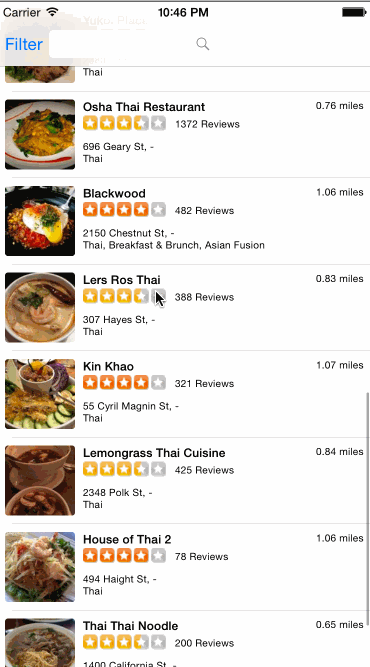 Carrier 10:46 PM
Filter
Thai
Osha Thai Restaurant 0.76 miles
1372 Reviews
696 Geary St, -
Thai
Blackwood 1.06 miles
482 Reviews
2150 Chestnut St, -
Thai, Breakfast & Brunch, Asian Fusion
Lers Ros Thai 0.83 miles
388 Reviews
307 Hayes St, -
Thai
Kin Khao 1.07 miles
321 Reviews
55 Cyril Magnin St, -
Thai
Lemongrass Thai Cuisine 0.84 miles
425 Reviews
2348 Polk St, -
Thai
House of Thai 2 1.06 miles
78 Reviews
494 Haight St, -
Thai
Thai Thai Noodle 0.65 miles
200 Reviews
1400 California St, -